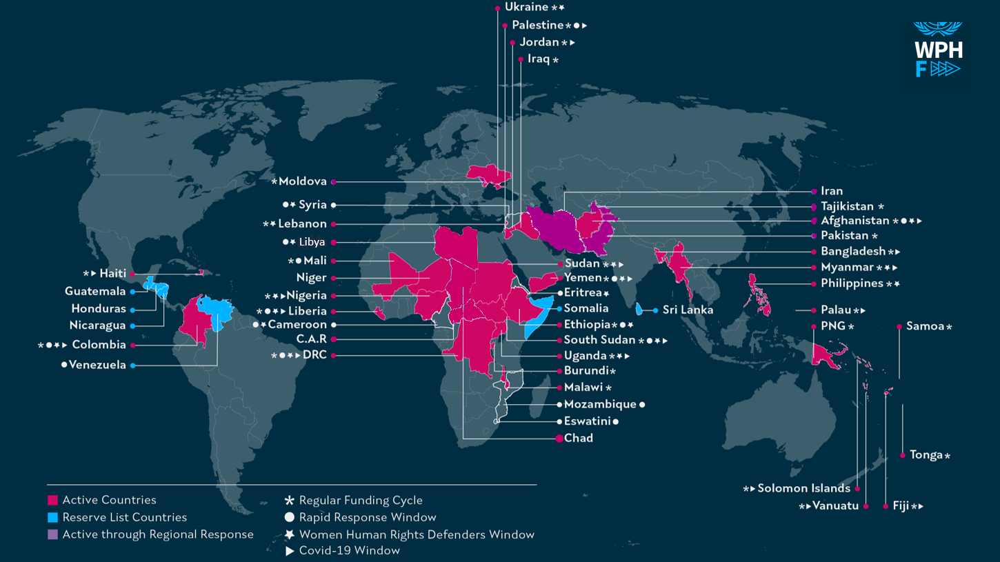 Ukraine *★
Palestine*●▶
Jordan *▶
Iraq *
WPH
F
*Moldova
●★ Syria
*★ Lebanon
●★ Libya
*● Mali
Niger
*★▶Nigeria
*●★▶ Liberia
●★Cameroon
C.A.R
*●★▶ DRC
*▶ Haiti
Guatemala
Honduras
Nicaragua
*●★▶ Colombia
●Venezuela
Sudan *★▶
Yemen*●★▶
Eritrea★
Somalia
Ethiopia*●★
South Sudan *●★▶
Uganda *★▶
Burundi*
Malawi *
Mozambique ●
Eswatini●
Chad
Sri Lanka
Iran
Tajikistan *
Afghanistan *●★▶
Pakistan *
Bangladesh *▶
Myanmar *★▶
Philippines *★
Palau *▶
PNG *
Samoa*
Tonga*
*▶Solomon Islands
*▶Vanuatu
Fiji *▶
Active Countries
Reserve List Countries
Active through Regional Response
* Regular Funding Cycle
● Rapid Response Window
★ Women Human Rights Defenders Window
▶ Covid-19 Window